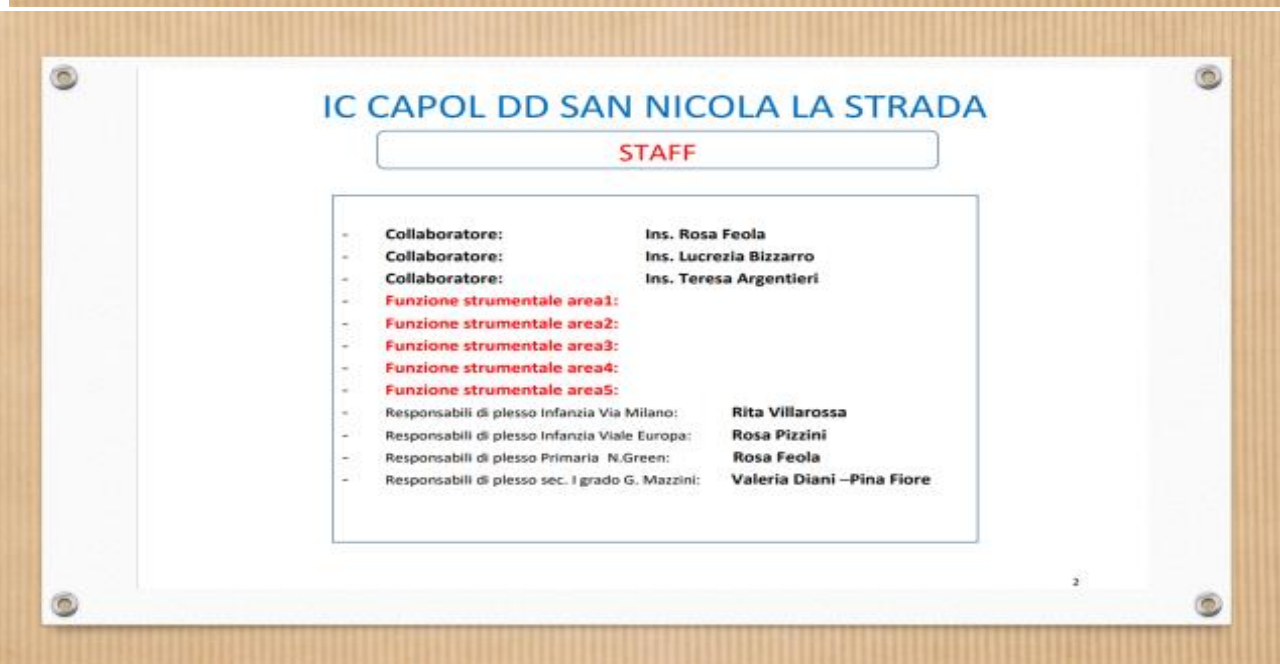 IC CAPOL DD SAN NICOLA LA STRADA
STAFF
- Collaboratore: Ins. Rosa Feola
- Collaboratore: Ins. Lucrezia Bizzarro
- Collaboratore: Ins. Teresa Argentieri
- Funzione strumentale area1:
- Funzione strumentale area2:
- Funzione strumentale area3:
- Funzione strumentale area4:
- Funzione strumentale area5:
- Responsabili di plesso Infanzia Via Milano: Rita Villarossa
- Responsabili di plesso Infanzia Viale Europa: Rosa Pizzini
- Responsabili di plesso Primaria N.Green: Rosa Feola
- Responsabili di plesso sec. I grado G. Mazzini: Valeria Diani –Pina Fiore
2